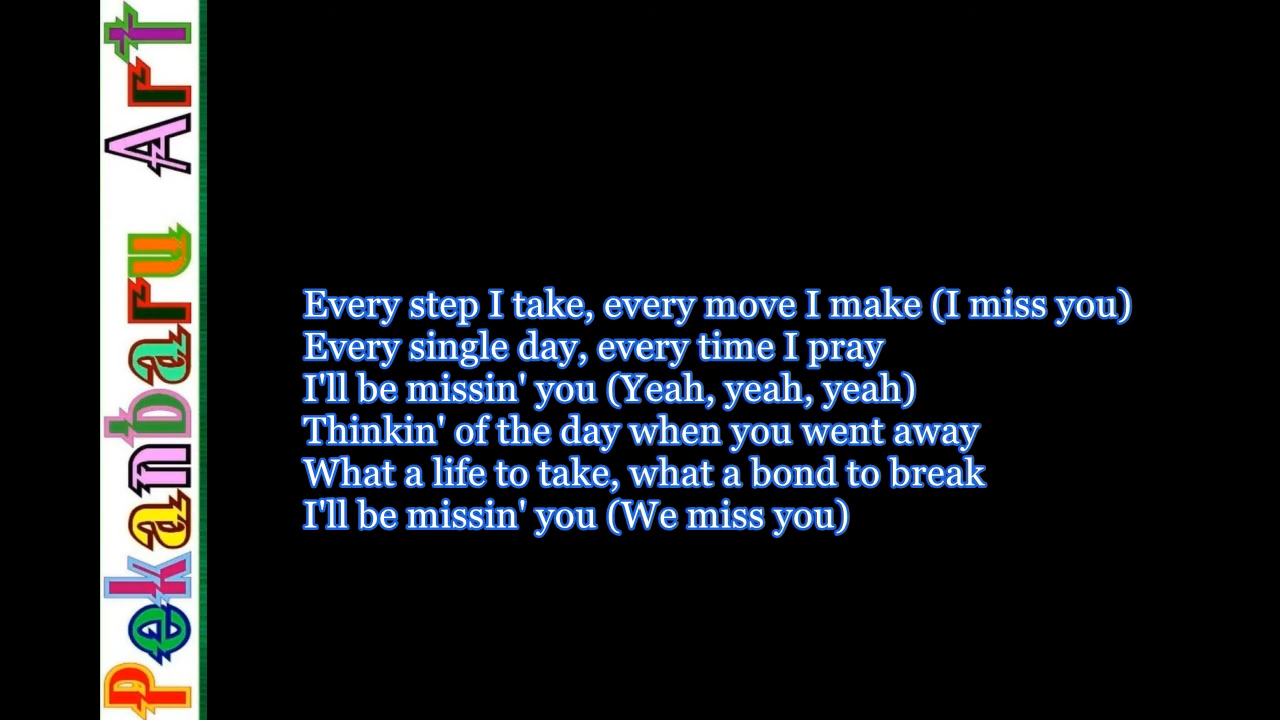 Pekanbaru Art
Every step I take, every move I make (I miss you)
Every single day, every time I pray
I'll be missin' you (Yeah, yeah, yeah)
Thinkin' of the day when you went away
What a life to take, what a bond to break
I'll be missin' you (We miss you)